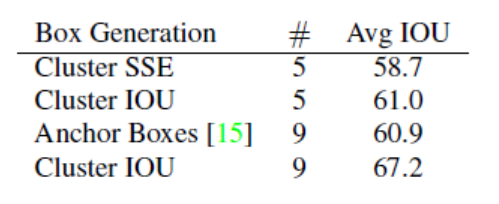 Box Generation # Avg IOU
Cluster SSE 5 58.7
Cluster IOU 5 61.0
Anchor Boxes [15] 9 60.9
Cluster IOU 9 67.2